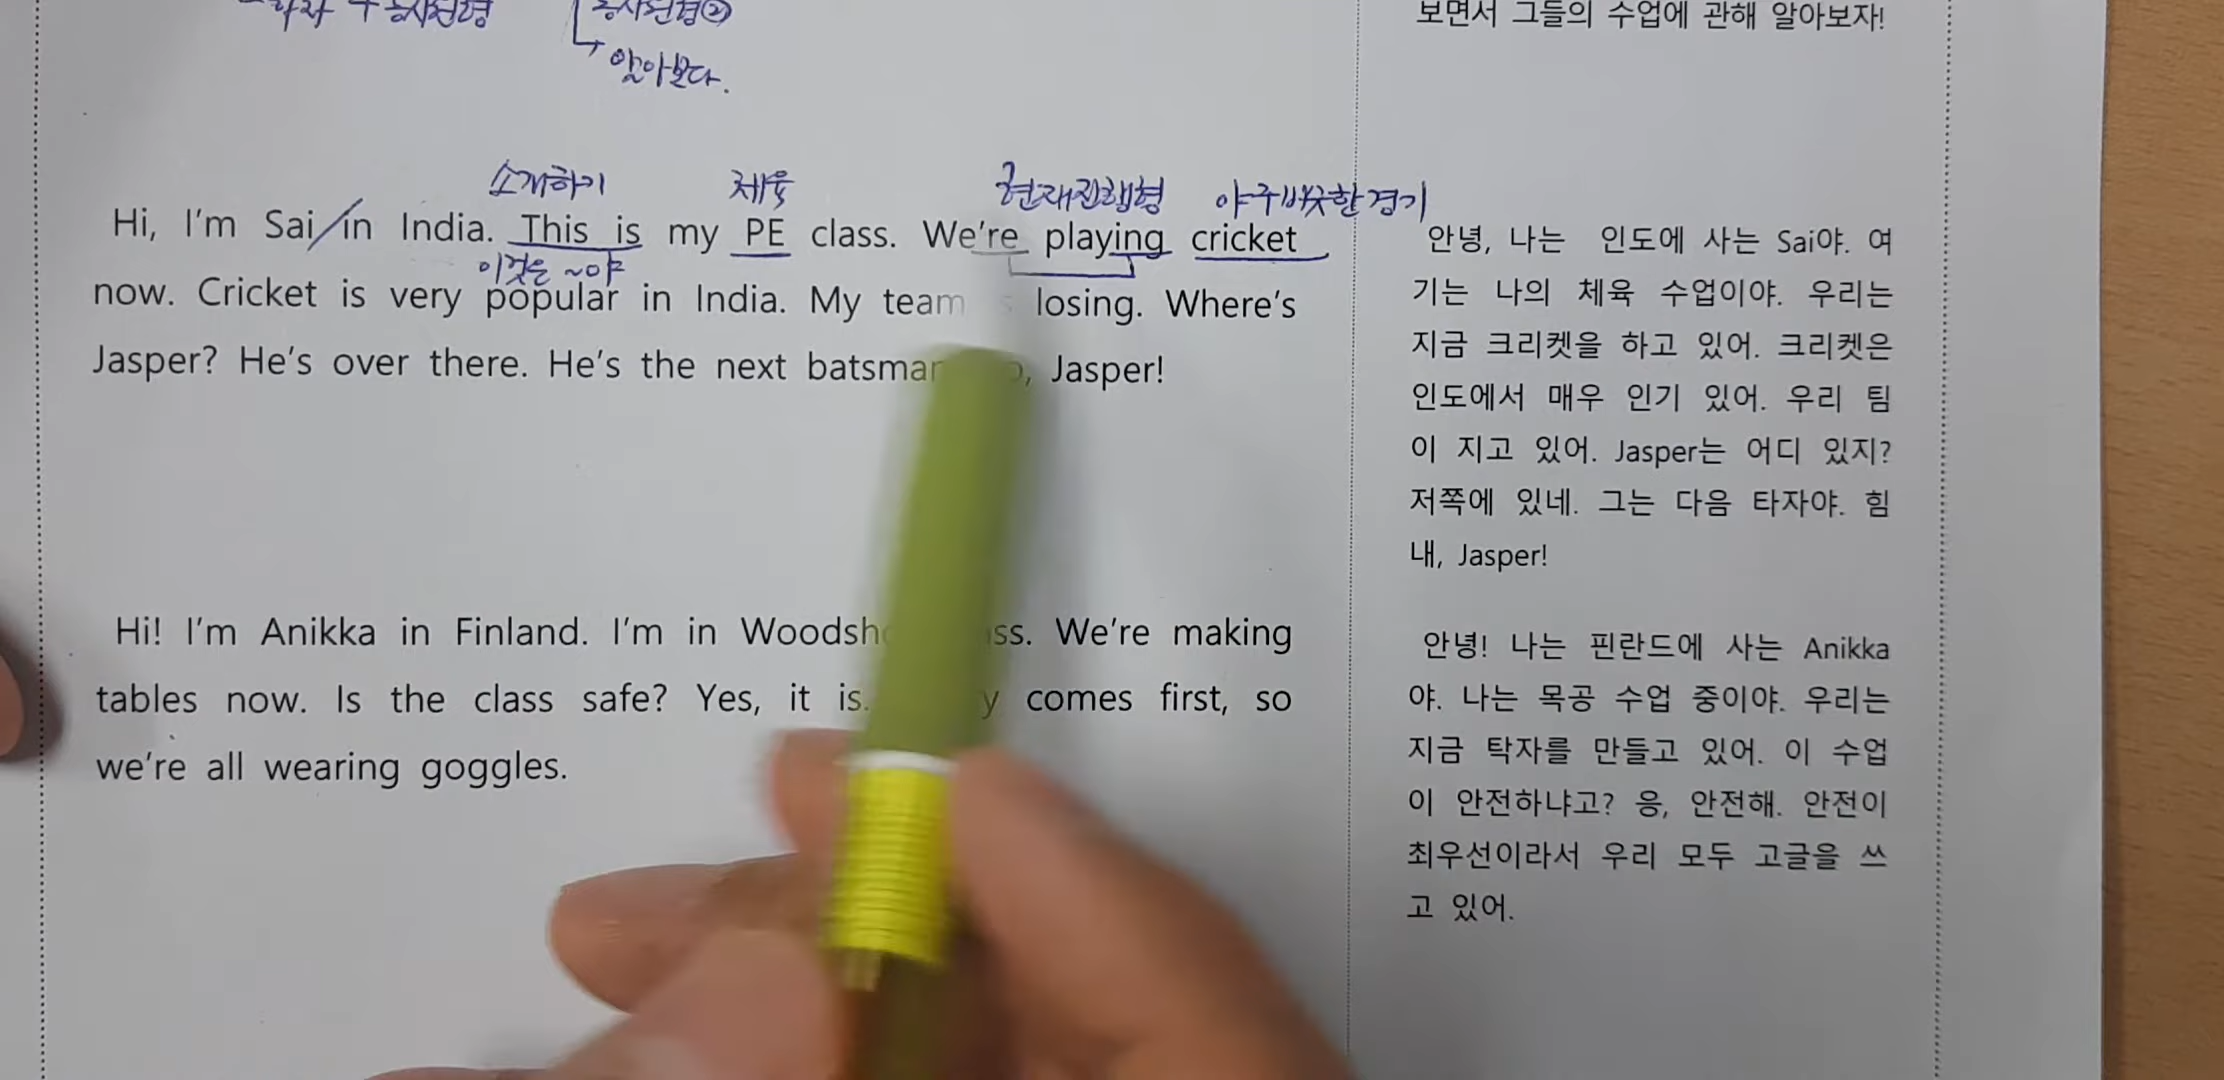 동사원형
동사원형②
보면서 그들의 수업에 관해 알아보자!
알아보다.
소개하기 체육 현재진행형 야구비슷한 경기
Hi, I'm Sai/in India. This is my PE class. We're playing cricket
이것은 ~야
now. Cricket is very popular in India. My team losing. Where's
Jasper? He's over there. He's the next Jasper!
안녕, 나는 인도에 사는 Sai야. 여
기는 나의 체육 수업이야. 우리는
지금 크리켓을 하고 있어. 크리켓은
인도에서 매우 인기 있어. 우리 팀
이 지고 있어. Jasper는 어디 있지?
저쪽에 있네. 그는 다음 타자야. 힘
내, Jasper!
Hi! I'm Anikka in Finland. I'm in We're making
tables now. Is the class safe? Yes, it is. comes first, so
we're all wearing goggles.
안녕! 나는 핀란드에 사는 Anikka
야. 나는 목공 수업 중이야. 우리는
지금 탁자를 만들고 있어. 이 수업
이 안전하냐고? 응, 안전해. 안전이
최우선이라서 우리 모두 고글을 쓰
고 있어.